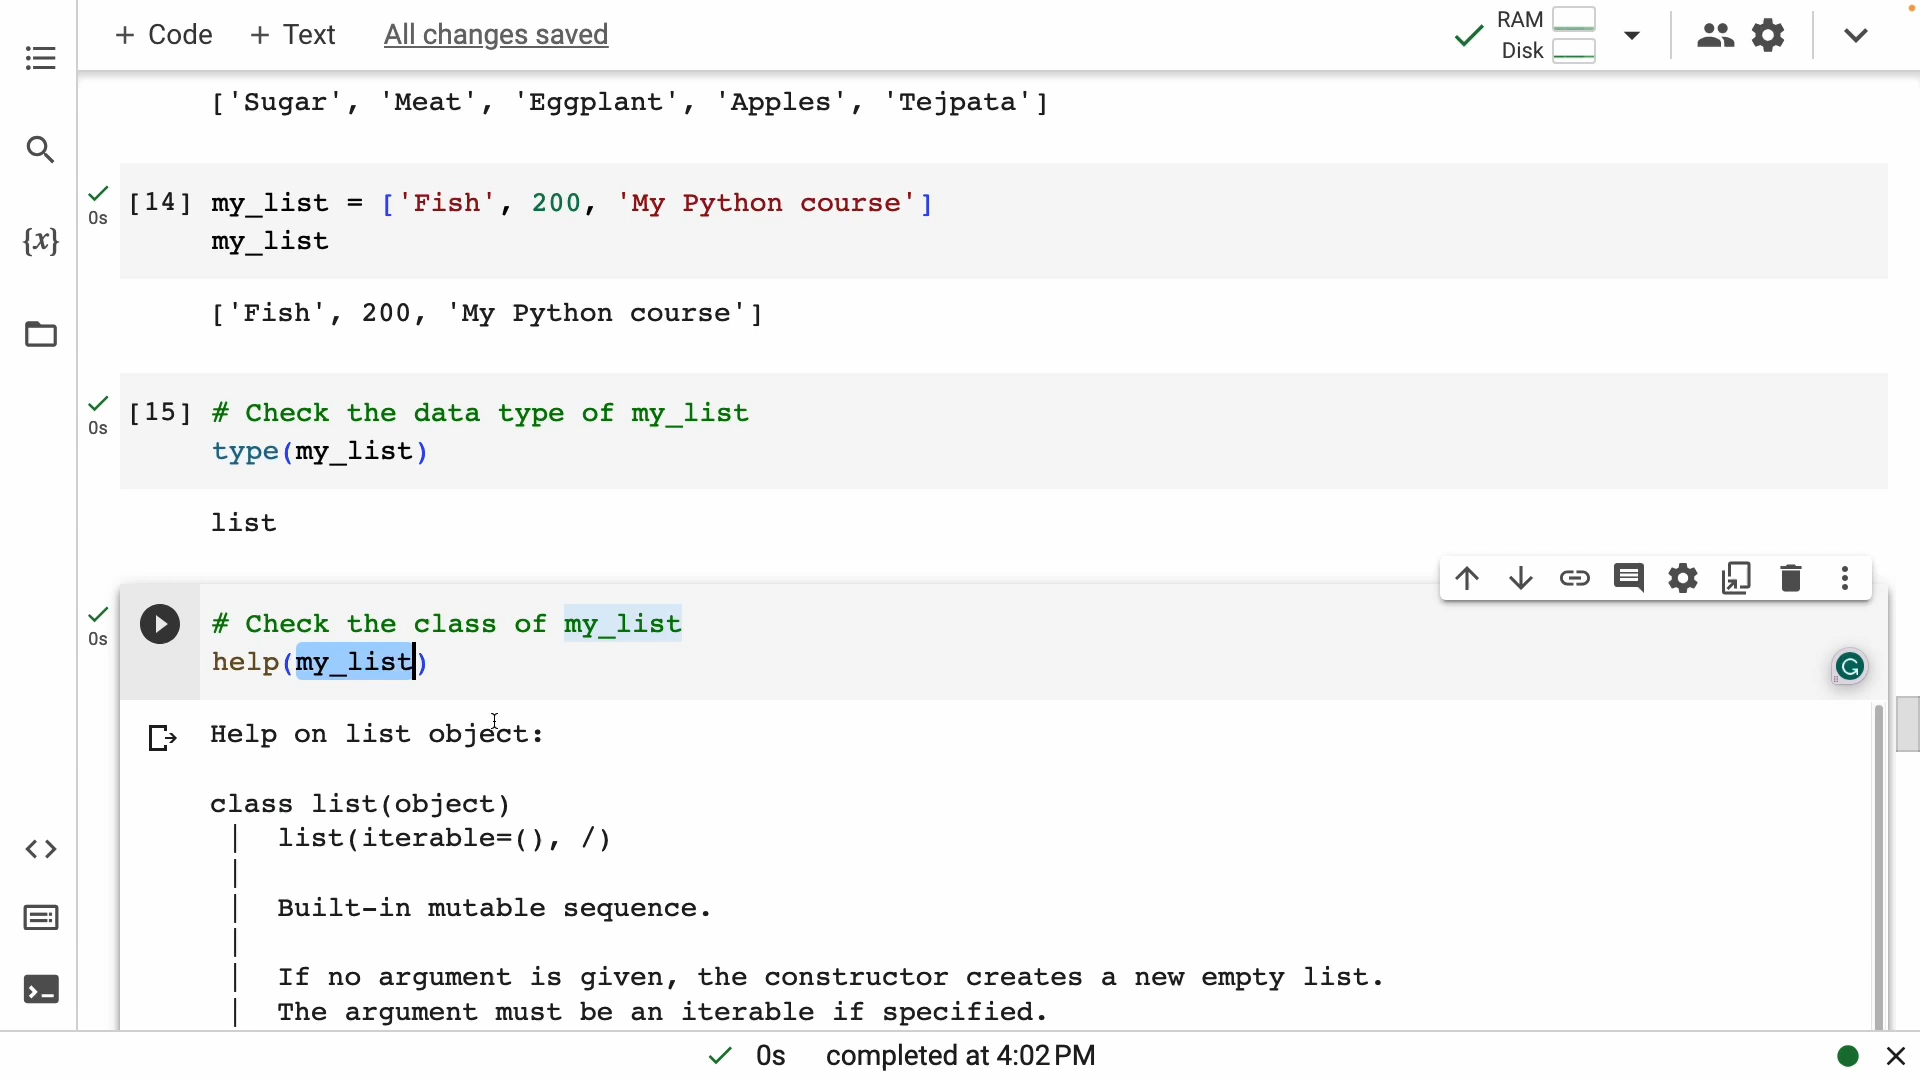 + Code + Text All changes saved RAM
Disk
['Sugar', 'Meat', 'Eggplant', 'Apples', 'Tejpata']
[14] my_list = ['Fish', 200, 'My Python course']
0s my_list
['Fish', 200, 'My Python course']
[15] # Check the data type of my_list
0s type(my_list)
list
# Check the class of my_list
0s help(my_list)
Help on list object:
class list(object)
| list(iterable=(), /)
|
| Built-in mutable sequence.
|
| If no argument is given, the constructor creates a new empty list.
| The argument must be an iterable if specified.
0s completed at 4:02 PM